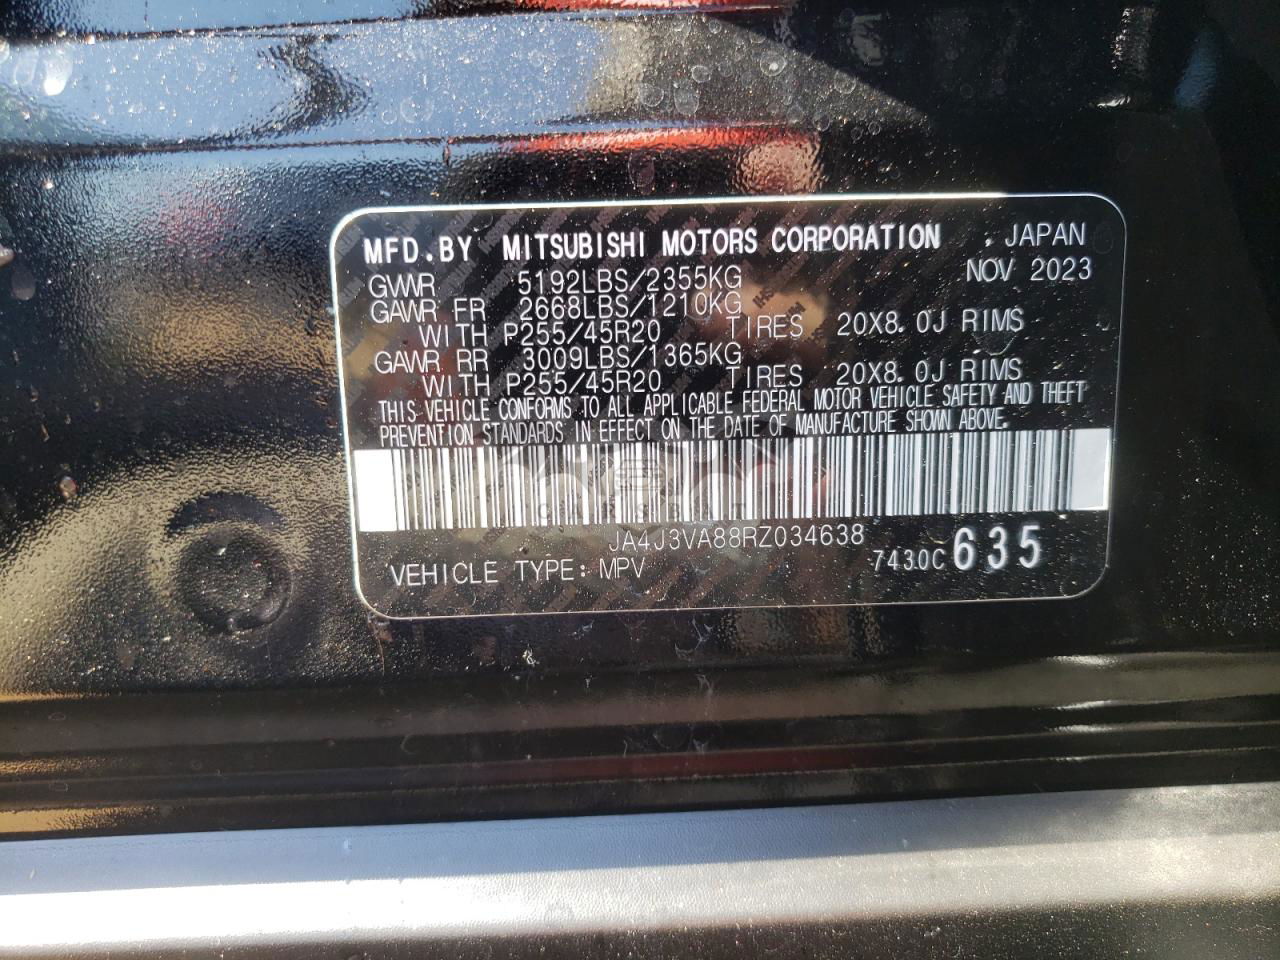 MFD.BY MITSUBISHI MOTORS CORPORATION . JAPAN
NOV 2023
GVWR 5192LBS/2355KG
GAWR FR 2668LBS/1210KG
WITH P255/45R20 TIRES 20X8.0J RIMS
GAWR RR 3009LBS/1365KG
WITH P255/45R20 TIRES 20X8.0J RIMS
THIS VEHICLE CONFORMS TO ALL APPLICABLE FEDERAL MOTOR VEHICLE SAFETY AND THEFT
PREVENTION STANDARDS IN EFFECT ON THE DATE OF MANUFACTURE SHOWN ABOVE.
JA4J3VA88RZ034638
VEHICLE TYPE: MPV 7430C 635